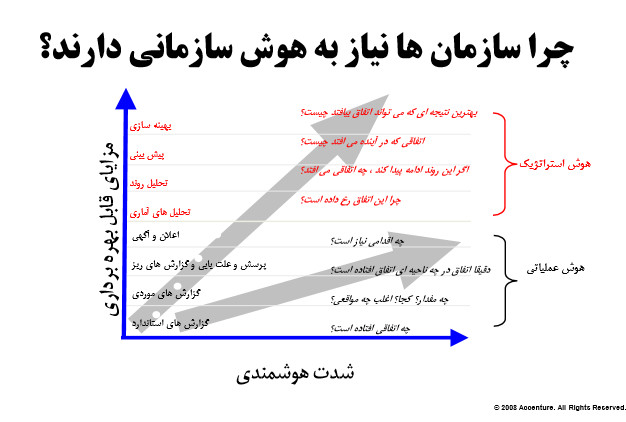 چرا سازمان ها نیاز به هوش سازمانی دارند؟
مزایای قابل بهره برداری
بهینه سازی
بهترین نتیجه ای که می تواند اتفاق بیافتد چیست؟
پیش بینی
اتفاقی که در آینده می افتد چیست؟
تحلیل روند
اگر این روند ادامه پیدا کند ، چه اتفاقی می افتد؟
تحلیل های آماری
چرا این اتفاق رخ داده است؟
هوش استراتژیک
اعلان و آگهی
چه اقدامی نیاز است؟
پرسش و علت یابی و گزارش های ریز
دقیقا اتفاق در چه ناحیه ای اتفاق افتاده است؟
گزارش های موردی
چه مقدار؟ کجا؟ اغلب چه مواقعی؟
گزارش های استاندارد
چه اتفاقی افتاده است؟
هوش عملیاتی
شدت هوشمندی
© 2008 Accenture. All Rights Reserved.